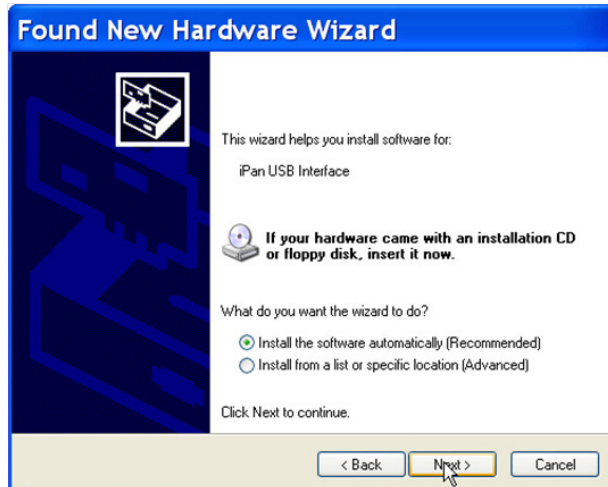 Found New Hardware Wizard
This wizard helps you install software for:
iPan USB Interface
If your hardware came with an installation CD
or floppy disk, insert it now.
What do you want the wizard to do?
Install the software automatically (Recommended)
Install from a list or specific location (Advanced)
Click Next to continue.
< Back Next > Cancel